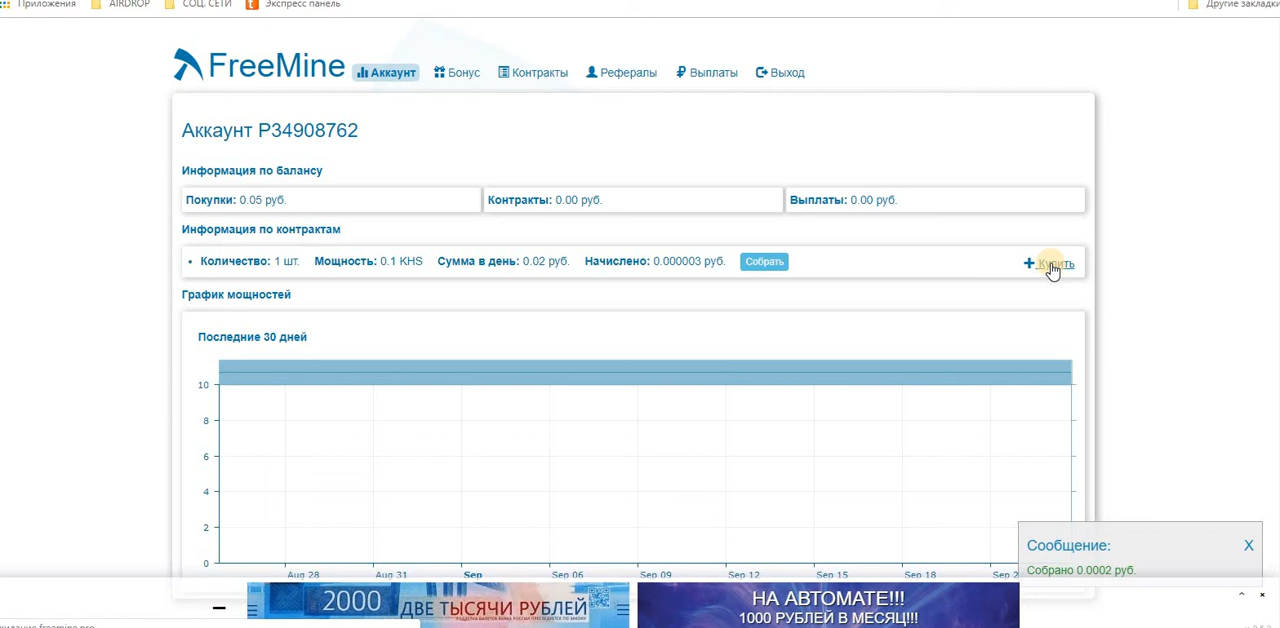 Приложения AIRDROP СОЦ. СЕТИ Экспресс панель Другие закладки
FreeMine Аккаунт Бонус Контракты Рефералы Выплаты Выход
Аккаунт P34908762
Информация по балансу
Покупки: 0.05 руб. Контракты: 0.00 руб. Выплаты: 0.00 руб.
Информация по контрактам
• Количество: 1 шт. Мощность: 0.1 KHS Сумма в день: 0.02 руб. Начислено: 0.000003 руб. Собрать + Купить
График мощностей
Последние 30 дней
10
8
6
4
2
0
Aug 28 Aug 31 Sep Sep 06 Sep 09 Sep 12 Sep 15 Sep 18 Sep 2
Сообщение: X
Собрано 0.0002 руб.
2000 ДВЕ ТЫСЯЧИ РУБЛЕЙ
НА АВТОМАТЕ!!!
1000 РУБЛЕЙ В МЕСЯЦ!!!